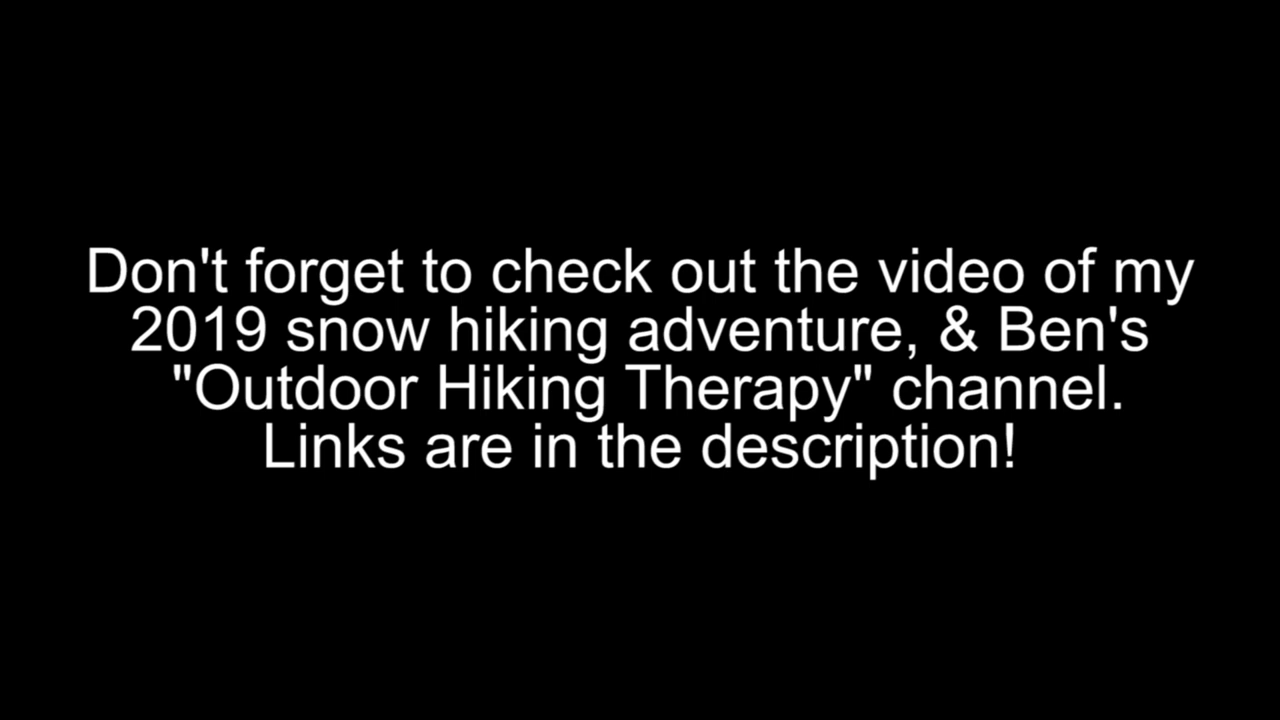 Don't forget to check out the video of my
2019 snow hiking adventure, & Ben's
"Outdoor Hiking Therapy" channel.
Links are in the description!